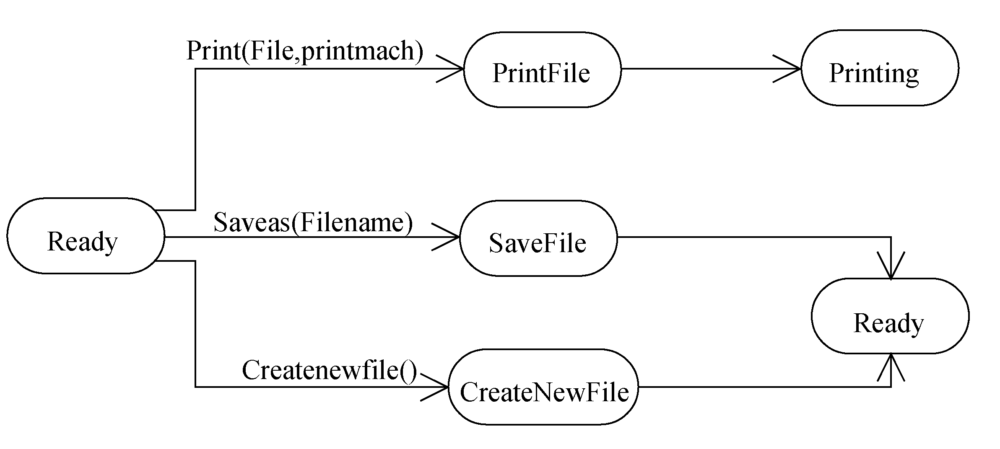 Print(File,printmach)
PrintFile
Printing
Ready
Saveas(Filename)
SaveFile
Ready
Createnewfile()
CreateNewFile